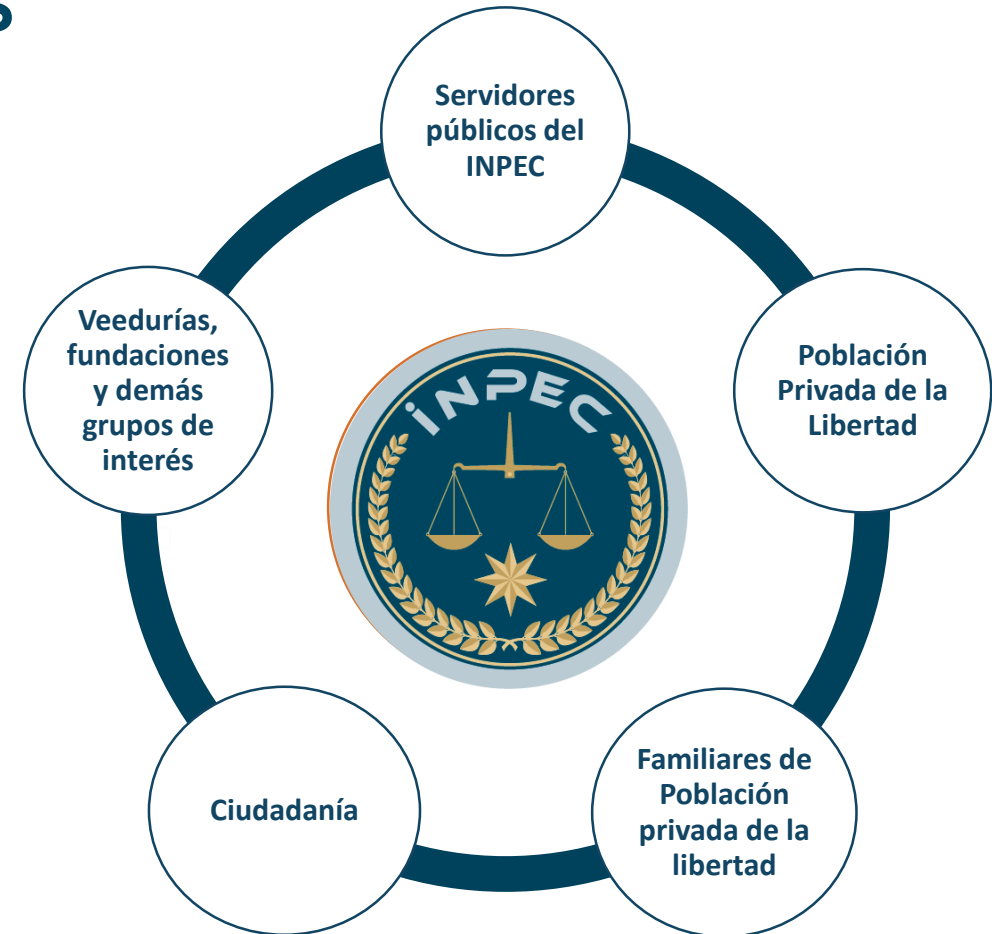 Servidores
públicos del
INPEC
Veedurías,
fundaciones
y demás
grupos de
interés
Población
Privada de la
Libertad
iNPEC
Ciudadanía
Familiares de
Población
privada de la
libertad